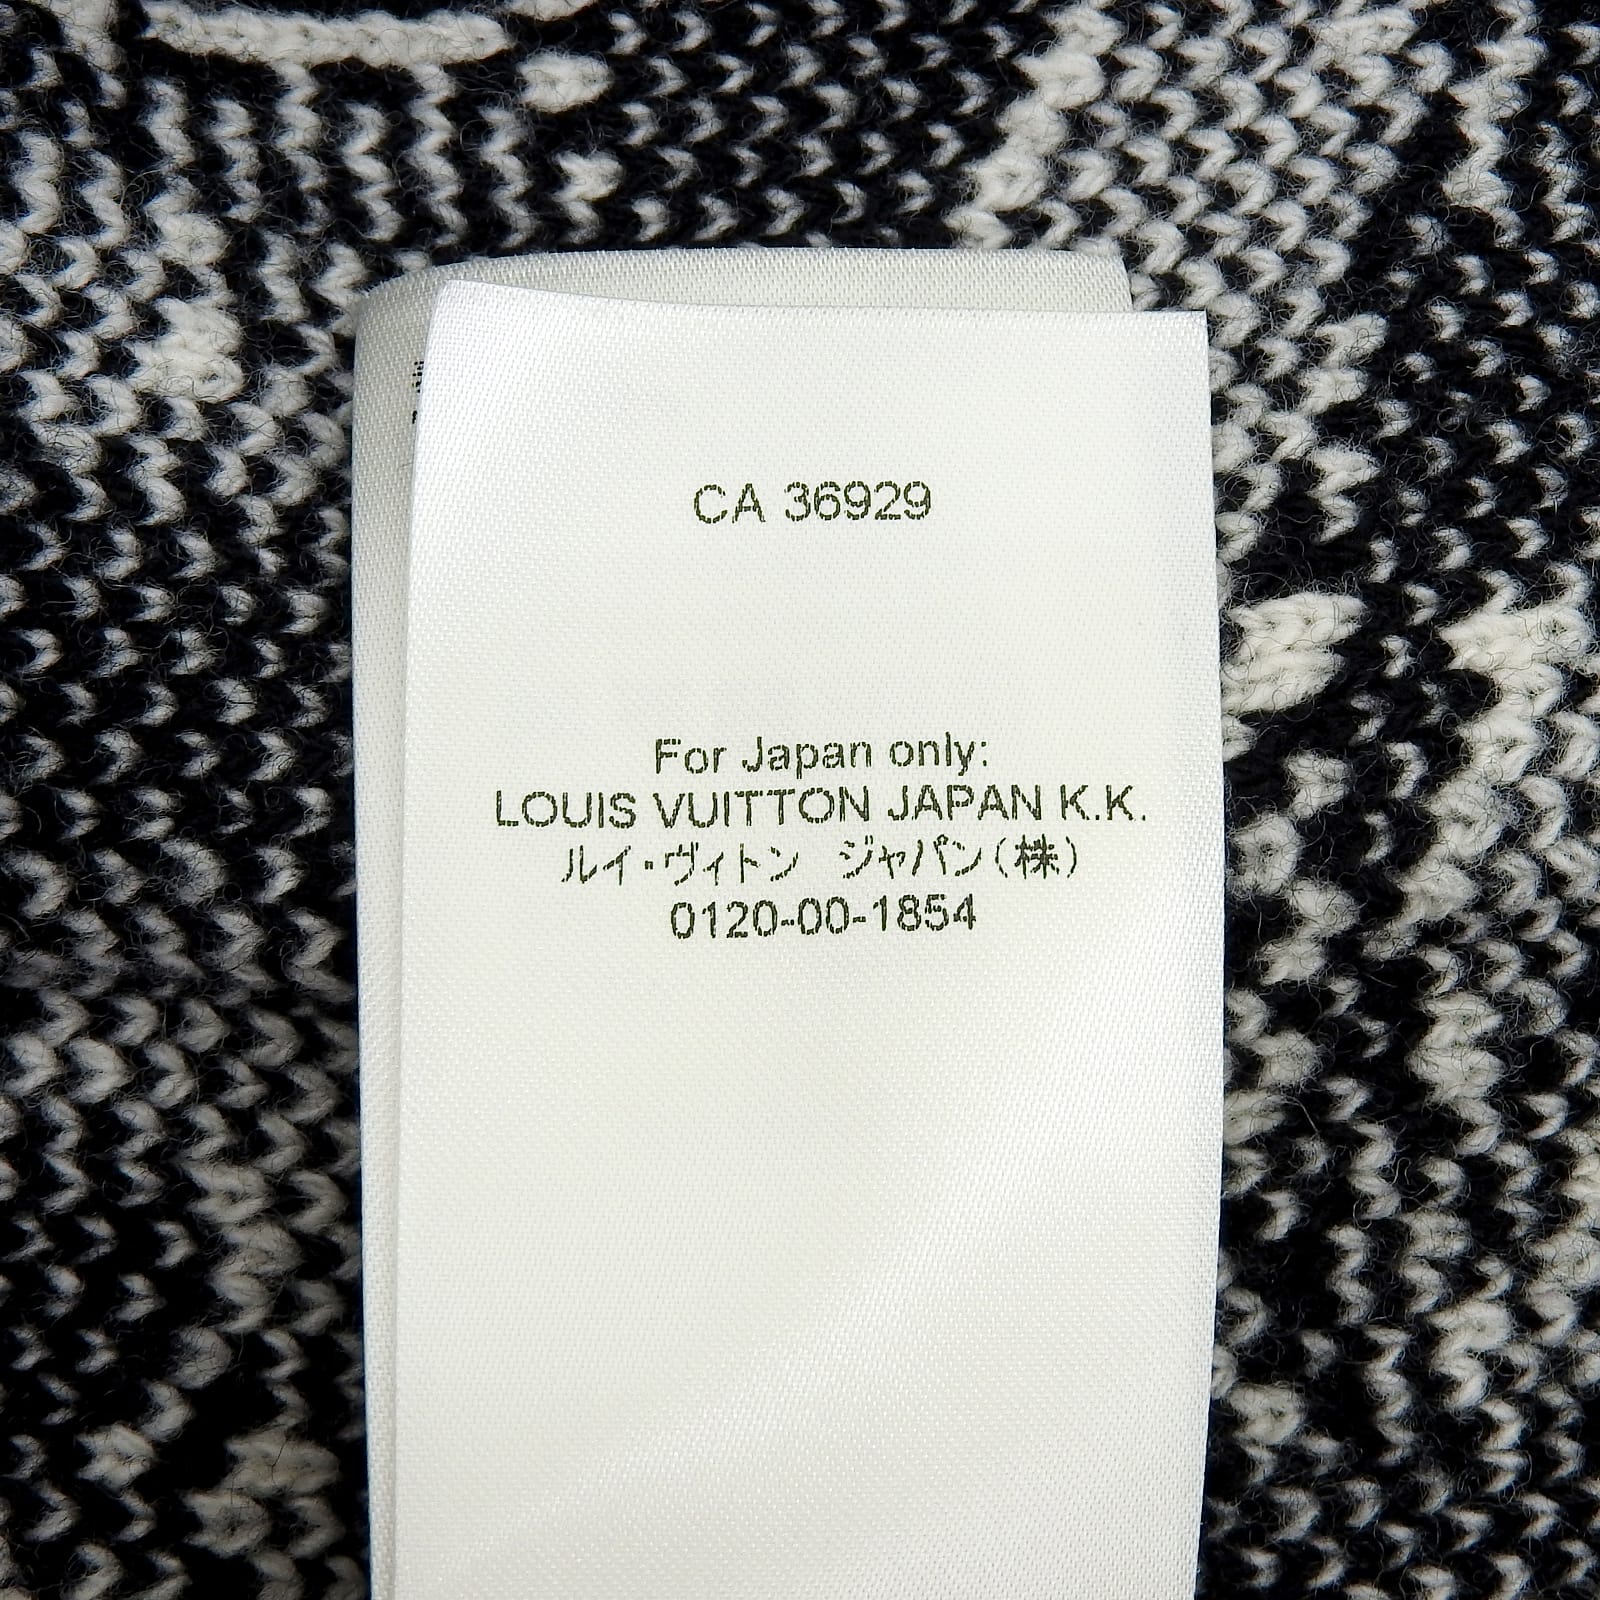 CA 36929
For Japan only:
LOUIS VUITTON JAPAN K.K.
ルイ・ヴィトン　ジャパン(株)
0120-00-1854